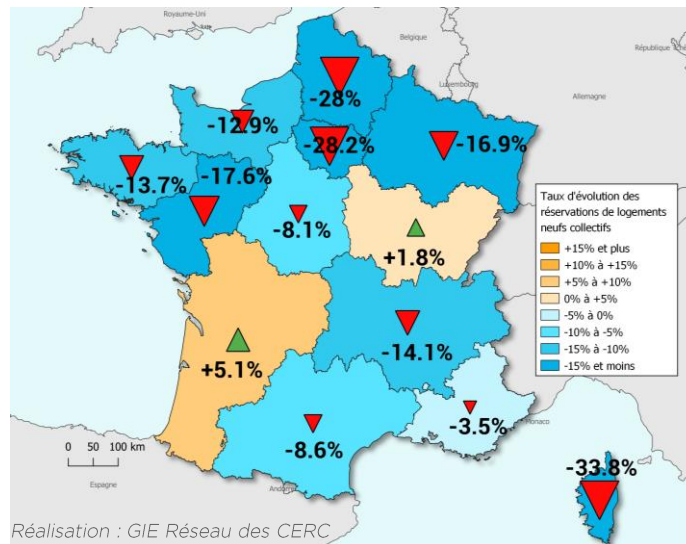 Royaume-Uni
Belgique
Luxembourg
Allemagne
-28%
-12.9%
-28.2%
-16.9%
-13.7%
-17.6%
-8.1%
+1.8%
+5.1%
-14.1%
-8.6%
-3.5%
-33.8%
Monaco
Espagne
0 50 100 km
Taux d'évolution des
réservations de logements
neufs collectifs
+15% et plus
+10% à +15%
+5% à +10%
0% à +5%
-5% à 0%
-10% à -5%
-15% à -10%
-15% et moins
Réalisation : GIE Réseau des CERC